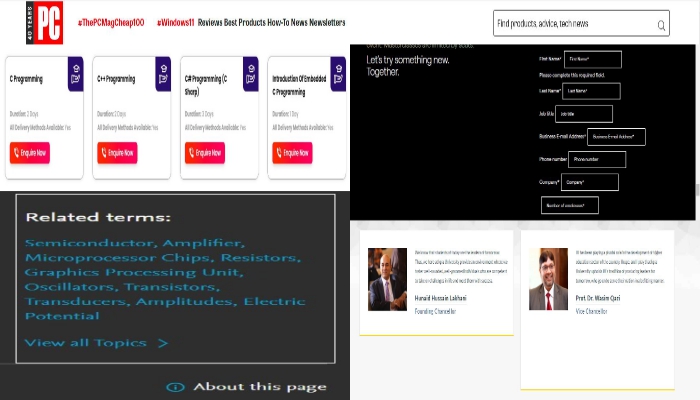 40 YEARS
PC
#ThePCMagCheap100 #Windows11 Reviews Best Products How-To News Newsletters
Find products, advice, tech news
C Programming
Duration: 2 Days
All Delivery Methods Available: Yes
Enquire Now
C++ Programming
Duration: 2 Days
All Delivery Methods Available: Yes
Enquire Now
C# Programming (C
Sharp)
Duration: 3 Days
All Delivery Methods Available: Yes
Enquire Now
Introduction Of Embedded
C Programming
Duration: 1 Day
All Delivery Methods Available: Yes
Enquire Now
Let's try something new.
Together.
First Name* First Name*
Please complete this required field.
Last Name* Last Name*
Job title Job title
Business E-mail Address* Business E-mail Address*
Phone number Phone number
Company* Company*
Number of employees*
Related terms:
Semiconductor, Amplifier,
Microprocessor Chips, Resistors,
Graphics Processing Unit,
Oscillators, Transistors,
Transducers, Amplitudes, Electric
Potential
View all Topics
About this page
Hunaid Hussain Lakhani
Founding Chancellor
Prof. Dr. Wasim Qazi
Vice Chancellor